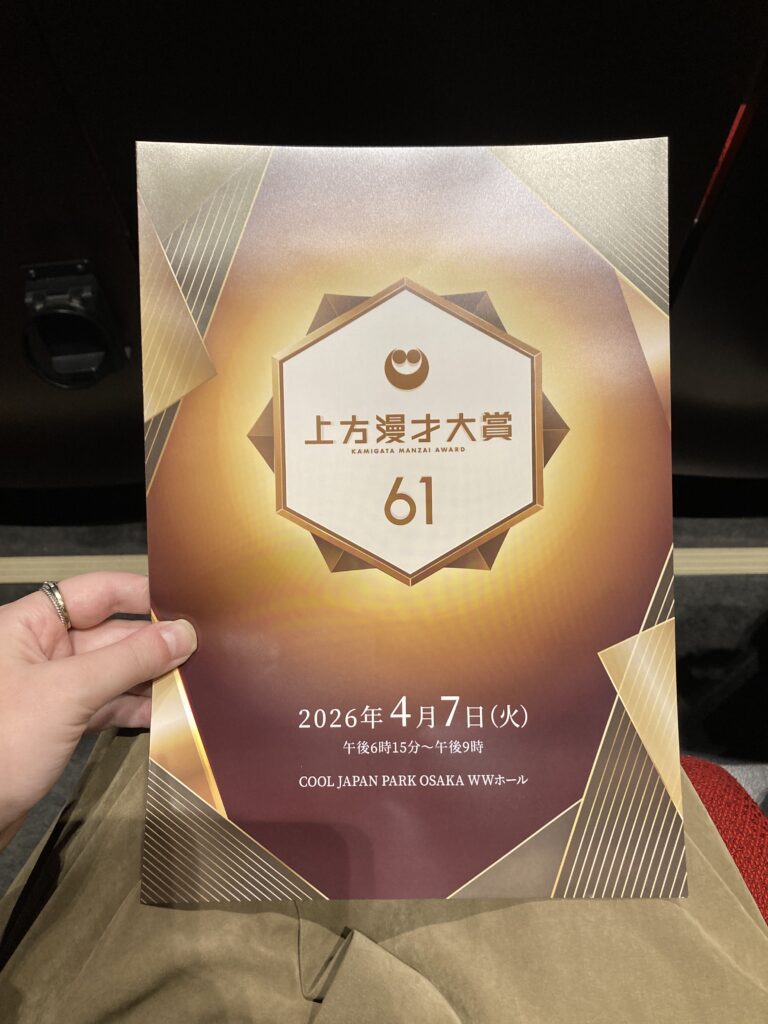 上方漫才大賞
KAMIGATA MANZAI AWARD
61
2026年4月7日(火)
午後6時15分〜午後9時
COOL JAPAN PARK OSAKA WWホール